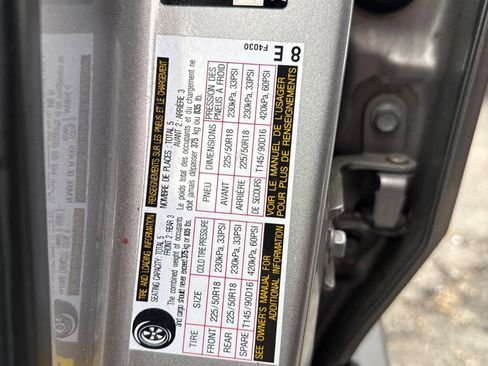 TIRE AND LOADING INFORMATION
SEATING CAPACITY: TOTAL 5
FRONT 2: REAR 3
The combined weight of occupants
and cargo should never exceed 375 kg or 835 lbs.
TIRE SIZE COLD TIRE PRESSURE
FRONT 225/50R18 230kPa, 33PSI
REAR 225/50R18 230kPa, 33PSI
SPARE T145/90D16 420kPa, 60PSI
SEE OWNER'S MANUAL FOR
ADDITIONAL INFORMATION
RENSEIGNEMENTS SUR LES PNEUS ET LE CHARGEMENT
NOMBRE DE PLACES : TOTAL 5
AVANT 2 : ARRIÈRE 3
Le poids total des occupants et du chargement ne
doit jamais dépasser 375 kg ou 835 lb.
PNEU DIMENSIONS PRESSION DES
PNEUS À FROID
AVANT 225/50R18 230kPa, 33PSI
ARRIÈRE 225/50R18 230kPa, 33PSI
DE SECOURS T145/90D16 420kPa, 60PSI
VOIR LE MANUEL DE L'USAGER
POUR PLUS DE RENSEIGNEMENTS
F4030
8 E